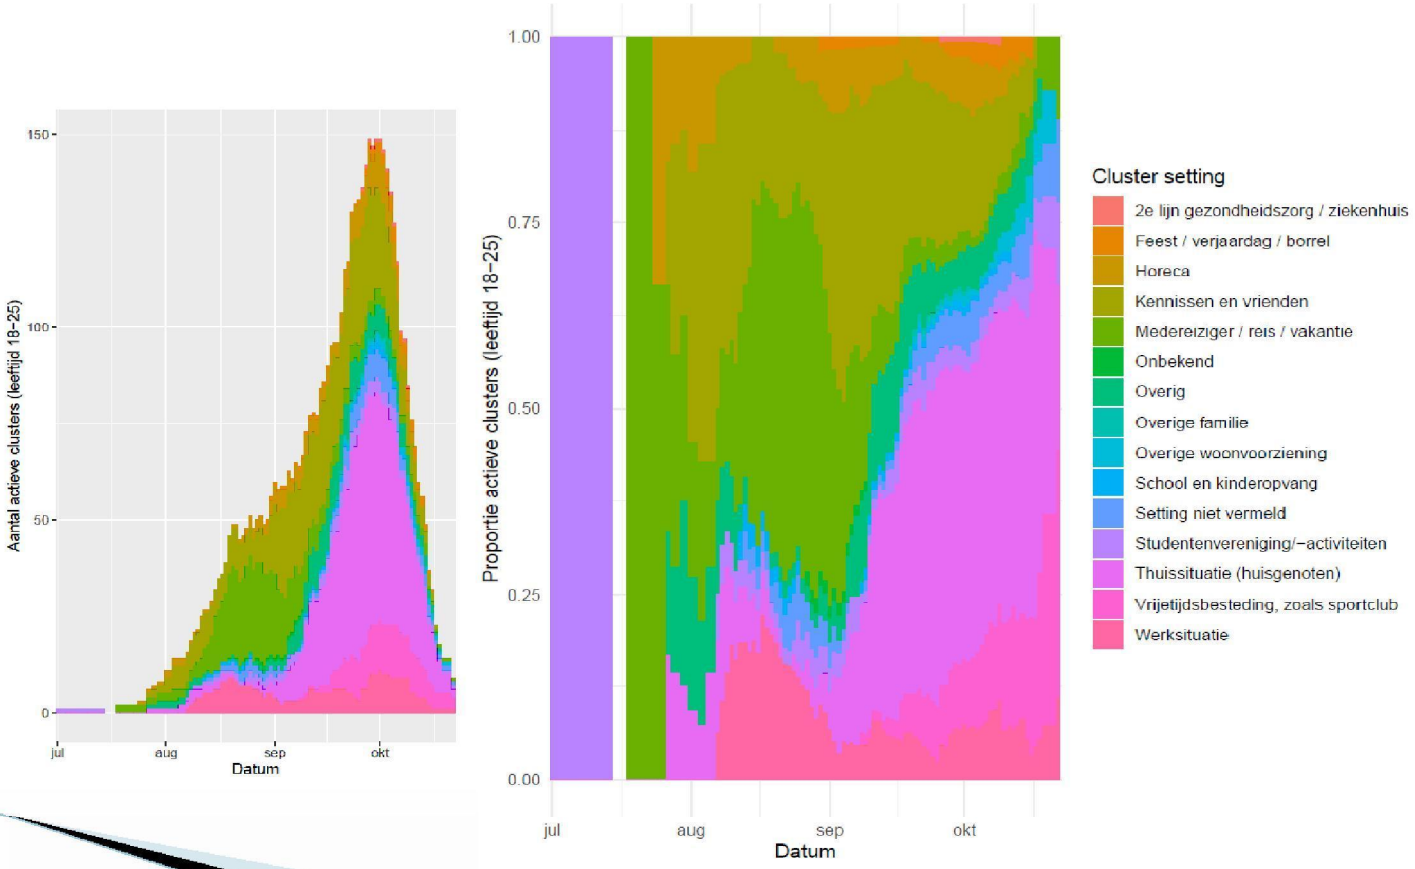 150
100
50
0
jul
aug
sep
okt
Datum
Aantal actieve clusters (leeftijd 18-25)
1.00
0.75
0.50
0.25
0.00
jul
aug
sep
okt
Datum
Proportie actieve clusters (leeftijd 18-25)
Cluster setting
2e lijn gezondheidszorg / ziekenhuis
Feest / verjaardag / borrel
Horeca
Kennissen en vrienden
Medereiziger / reis / vakantie
Onbekend
Overig
Overige familie
Overige woonvoorziening
School en kinderopvang
Setting niet vermeld
Studentenvereniging/-activiteiten
Thuissituatie (huisgenoten)
Vrijetijdsbesteding, zoals sportclub
Werksituatie